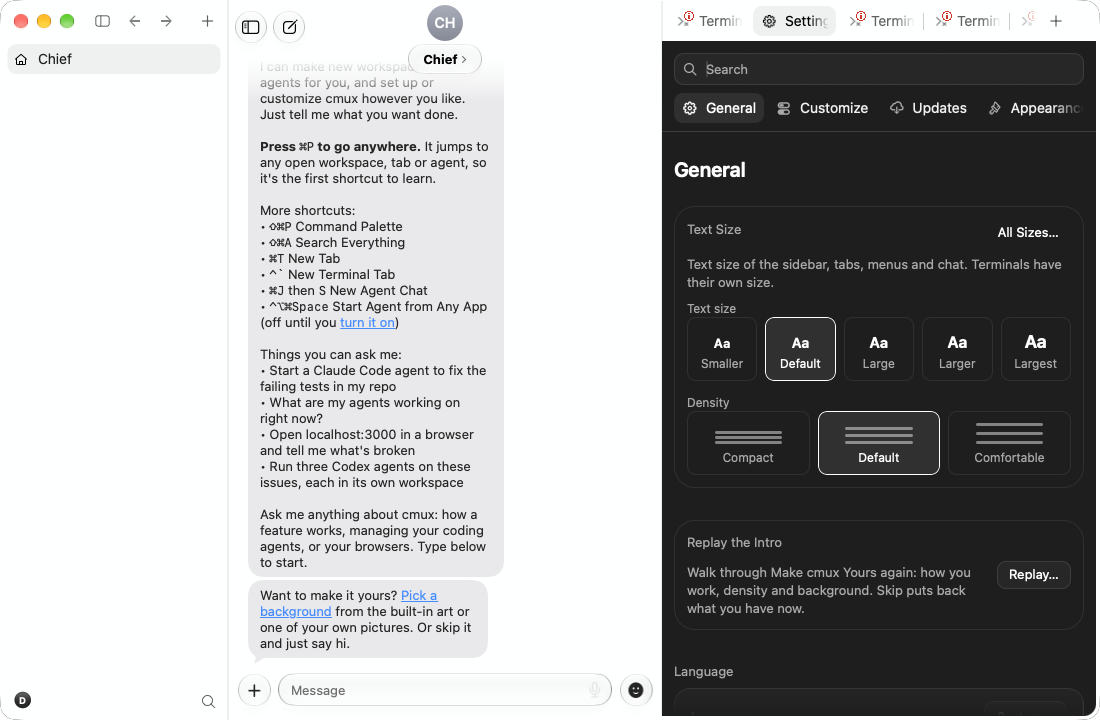 Chief
D
CH
Chief
I can make new workspac
agents for you, and set up or
customize cmux however you like.
Just tell me what you want done.
Press ⌘P to go anywhere. It jumps to
any open workspace, tab or agent, so
it's the first shortcut to learn.
More shortcuts:
• ⇧⌘P Command Palette
• ⇧⌘A Search Everything
• ⌘T New Tab
• ^` New Terminal Tab
• ⌘J then S New Agent Chat
• ^⌥⌘Space Start Agent from Any App
(off until you turn it on)
Things you can ask me:
• Start a Claude Code agent to fix the
failing tests in my repo
• What are my agents working on
right now?
• Open localhost:3000 in a browser
and tell me what's broken
• Run three Codex agents on these
issues, each in its own workspace
Ask me anything about cmux: how a
feature works, managing your coding
agents, or your browsers. Type below
to start.
Want to make it yours? Pick a
background from the built-in art or
one of your own pictures. Or skip it
and just say hi.
Message
Termin Setting Termin Termin
Search
General Customize Updates Appearanc
General
Text Size
All Sizes...
Text size of the sidebar, tabs, menus and chat. Terminals have
their own size.
Text size
Aa Aa Aa Aa Aa
Smaller Default Large Larger Largest
Density
Compact Default Comfortable
Replay the Intro
Walk through Make cmux Yours again: how you
work, density and background. Skip puts back
what you have now.
Replay...
Language